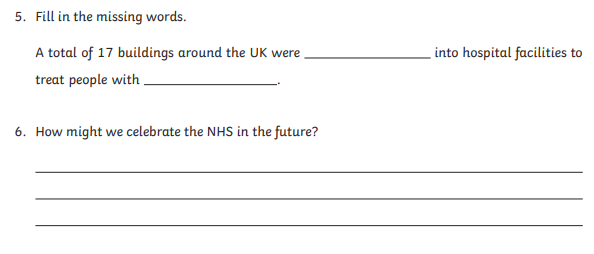 5. Fill in the missing words.
A total of 17 buildings around the UK were ________________ into hospital facilities to
treat people with ________________.
6. How might we celebrate the NHS in the future?